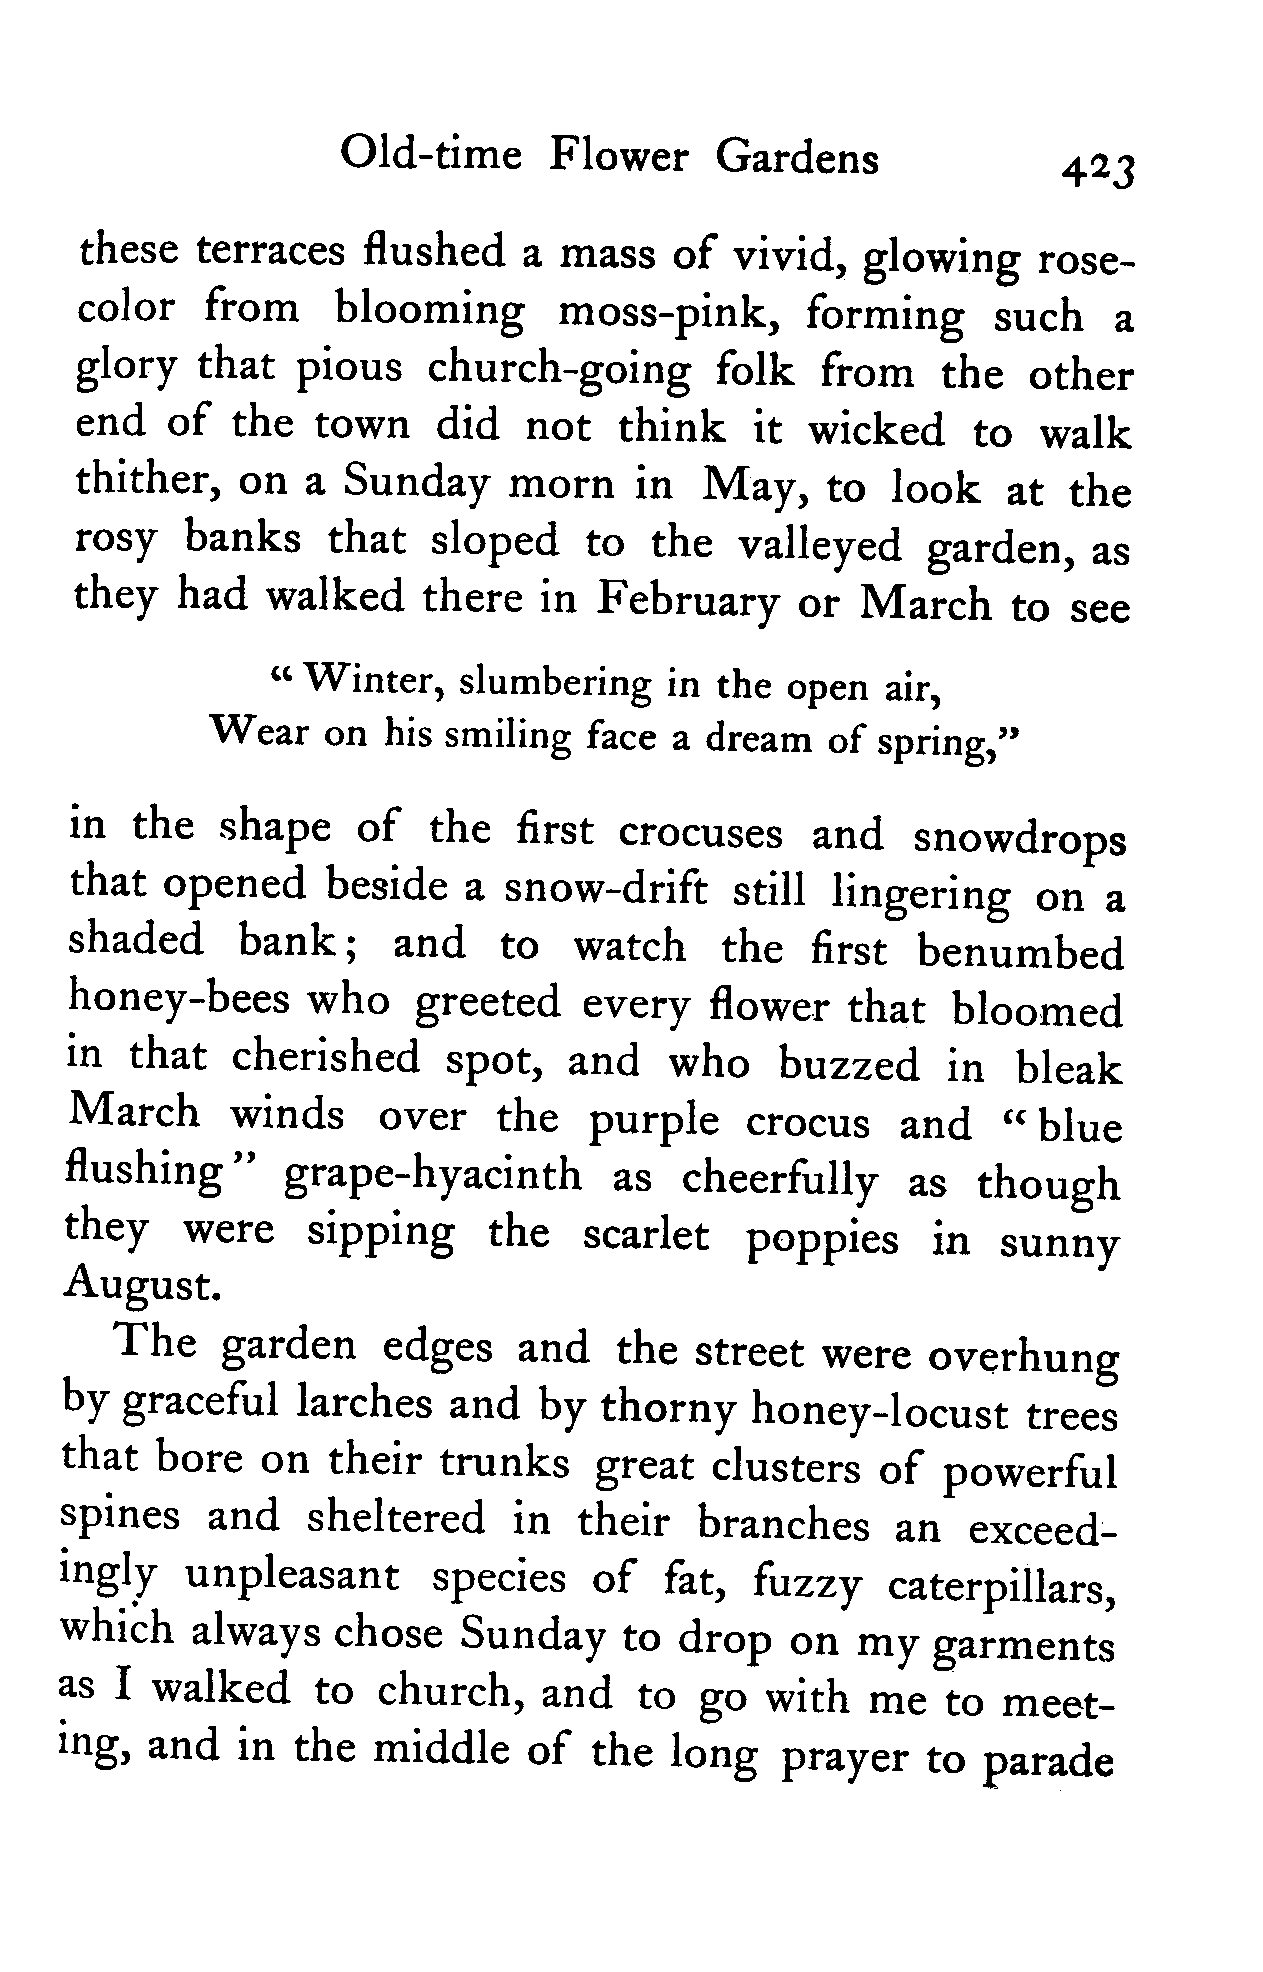 Old-time Flower Gardens 423
these terraces flushed a mass of vivid, glowing rose-
color from blooming moss-pink, forming such a
glory that pious church-going folk from the other
end of the town did not think it wicked to walk
thither, on a Sunday morn in May, to look at the
rosy banks that sloped to the valleyed garden, as
they had walked there in February or March to see
“ Winter, slumbering in the open air,
Wear on his smiling face a dream of spring,”
in the shape of the first crocuses and snowdrops
that opened beside a snow-drift still lingering on a
shaded bank; and to watch the first benumbed
honey-bees who greeted every flower that bloomed
in that cherished spot, and who buzzed in bleak
March winds over the purple crocus and “ blue
flushing ” grape-hyacinth as cheerfully as though
they were sipping the scarlet poppies in sunny
August.
The garden edges and the street were overhung
by graceful larches and by thorny honey-locust trees
that bore on their trunks great clusters of powerful
spines and sheltered in their branches an exceed-
ingly unpleasant species of fat, fuzzy caterpillars,
which always chose Sunday to drop on my garments
as I walked to church, and to go with me to meet-
ing, and in the middle of the long prayer to parade